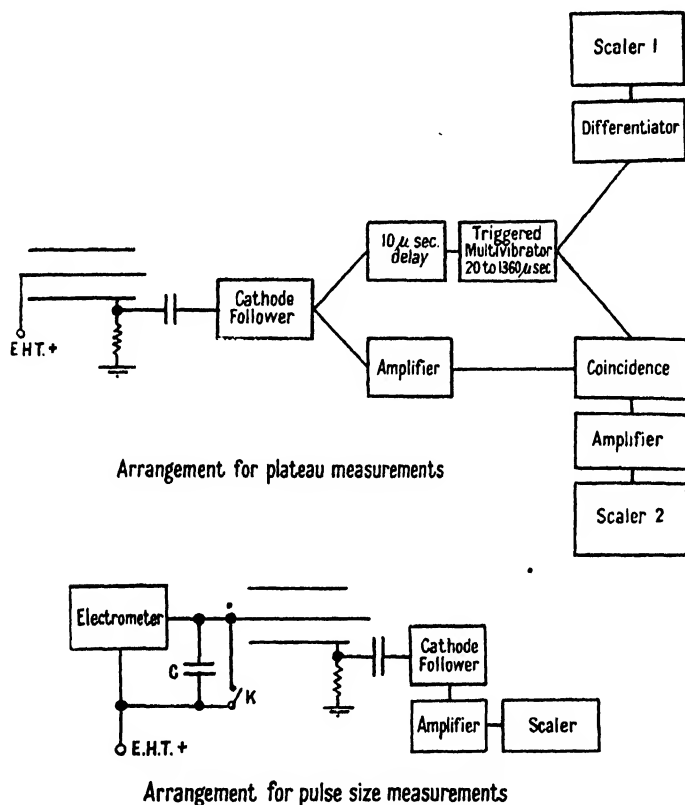 Scaler 1
Differentiator
10 μ sec.
delay
Triggered
Multivibrator
20 to 1360 μ sec
Cathode
Follower
E H.T. +
Amplifier
Coincidence
Arrangement for plateau measurements
Amplifier
Scaler 2
Electrometer
C
K
Cathode
Follower
Amplifier
Scaler
E.H.T. +
Arrangement for pulse size measurements